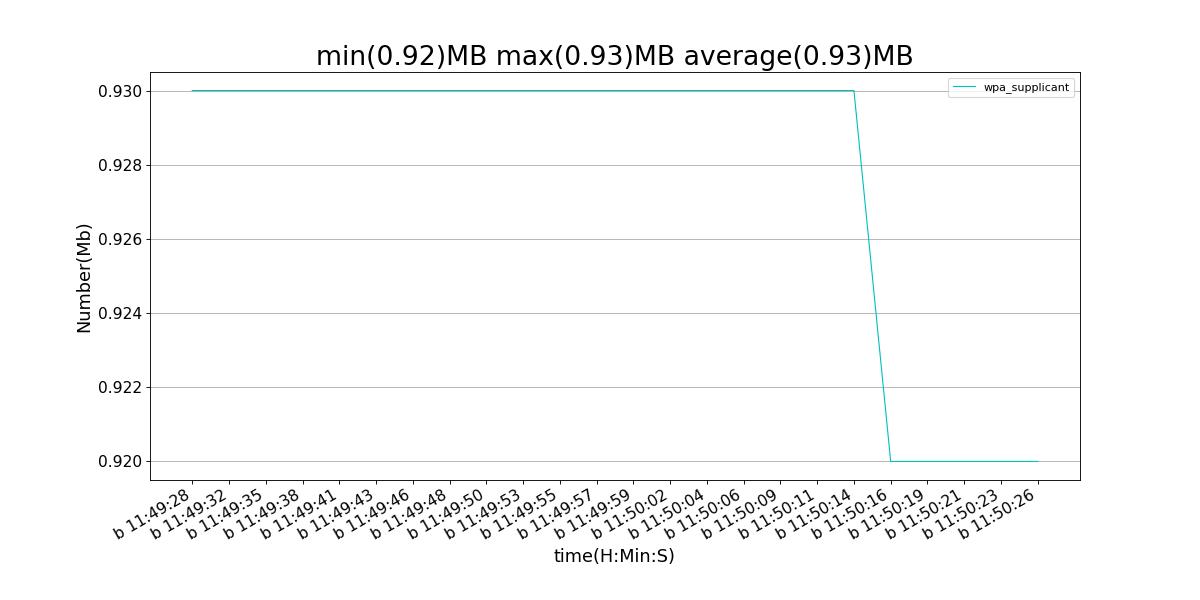 min(0.92)MB max(0.93)MB average(0.93)MB
wpa_supplicant
0.930
0.928
0.926
0.924
0.922
0.920
Number(Mb)
b 11:49:28
b 11:49:32
b 11:49:35
b 11:49:38
b 11:49:41
b 11:49:43
b 11:49:46
b 11:49:48
b 11:49:50
b 11:49:53
b 11:49:55
b 11:49:57
b 11:49:59
b 11:50:02
b 11:50:04
b 11:50:06
b 11:50:09
b 11:50:11
b 11:50:14
b 11:50:16
b 11:50:19
b 11:50:21
b 11:50:23
b 11:50:26
time(H:Min:S)